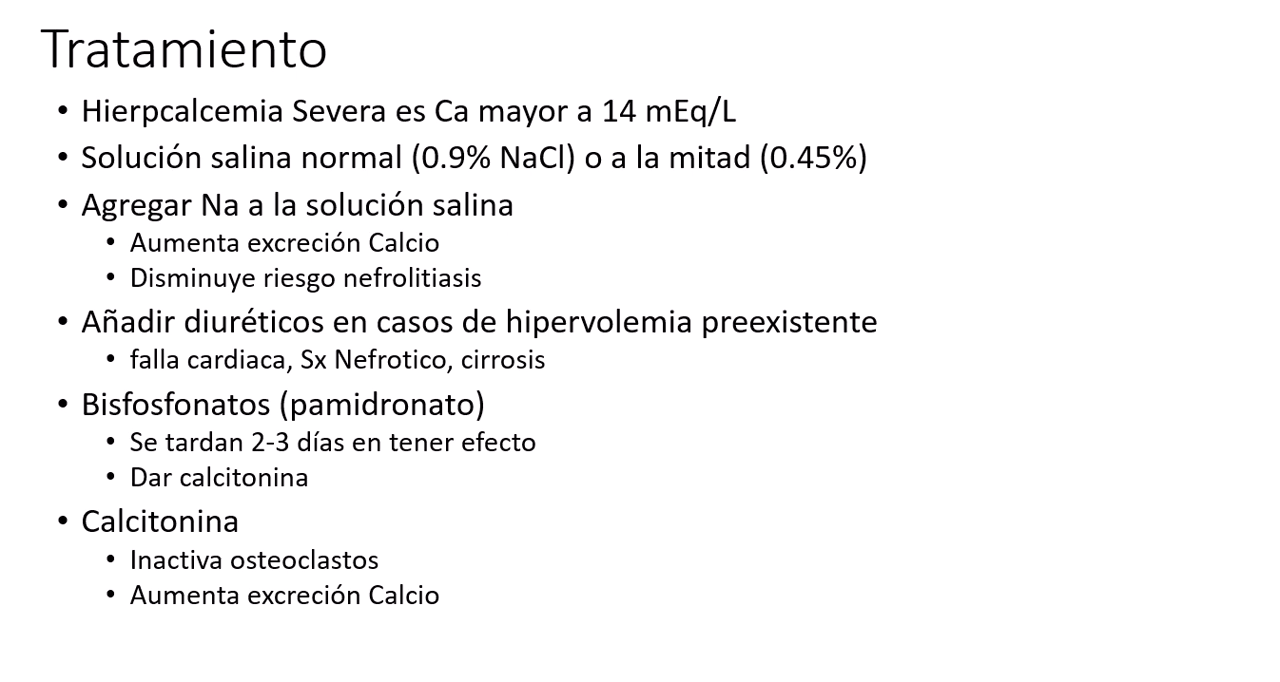 Tratamiento
• Hierpcalcemia Severa es Ca mayor a 14 mEq/L
• Solución salina normal (0.9% NaCl) o a la mitad (0.45%)
• Agregar Na a la solución salina
• Aumenta excreción Calcio
• Disminuye riesgo nefrolitiasis
• Añadir diuréticos en casos de hipervolemia preexistente
• falla cardiaca, Sx Nefrotico, cirrosis
• Bisfosfonatos (pamidronato)
• Se tardan 2-3 días en tener efecto
• Dar calcitonina
• Calcitonina
• Inactiva osteoclastos
• Aumenta excreción Calcio